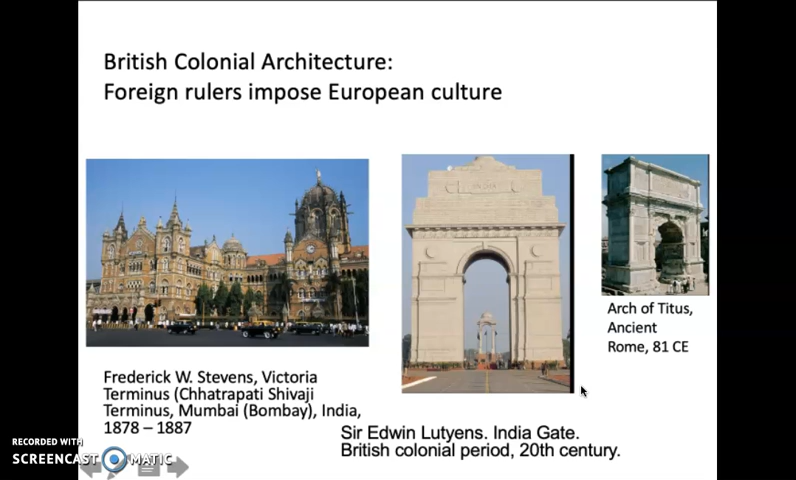 British Colonial Architecture:
Foreign rulers impose European culture
INDIA
Arch of Titus,
Ancient
Rome, 81 CE
Frederick W. Stevens, Victoria
Terminus (Chhatrapati Shivaji
Terminus, Mumbai (Bombay), India,
1878 – 1887
Sir Edwin Lutyens. India Gate.
British colonial period, 20th century.
RECORDED WITH
SCREENCAST MATIC